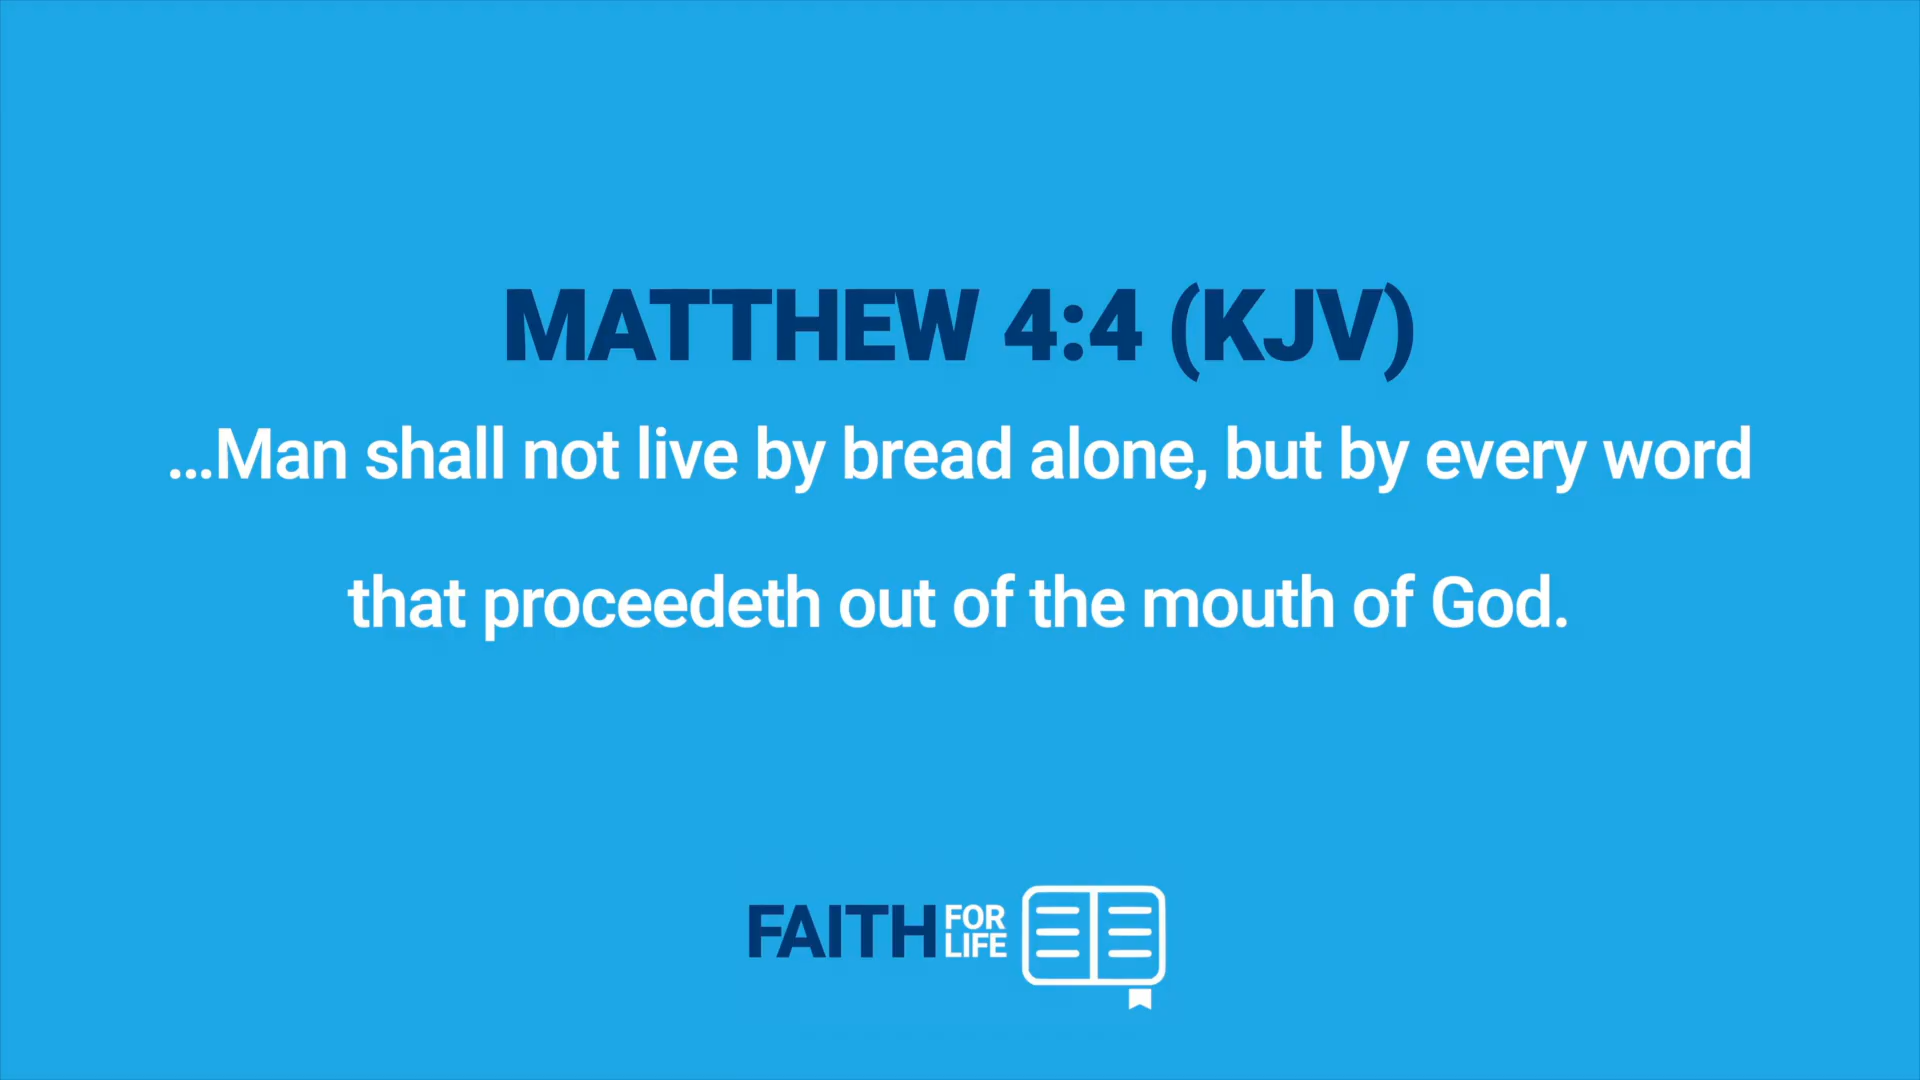 MATTHEW 4:4 (KJV)
...Man shall not live by bread alone, but by every word
that proceedeth out of the mouth of God.
FAITH FOR
LIFE